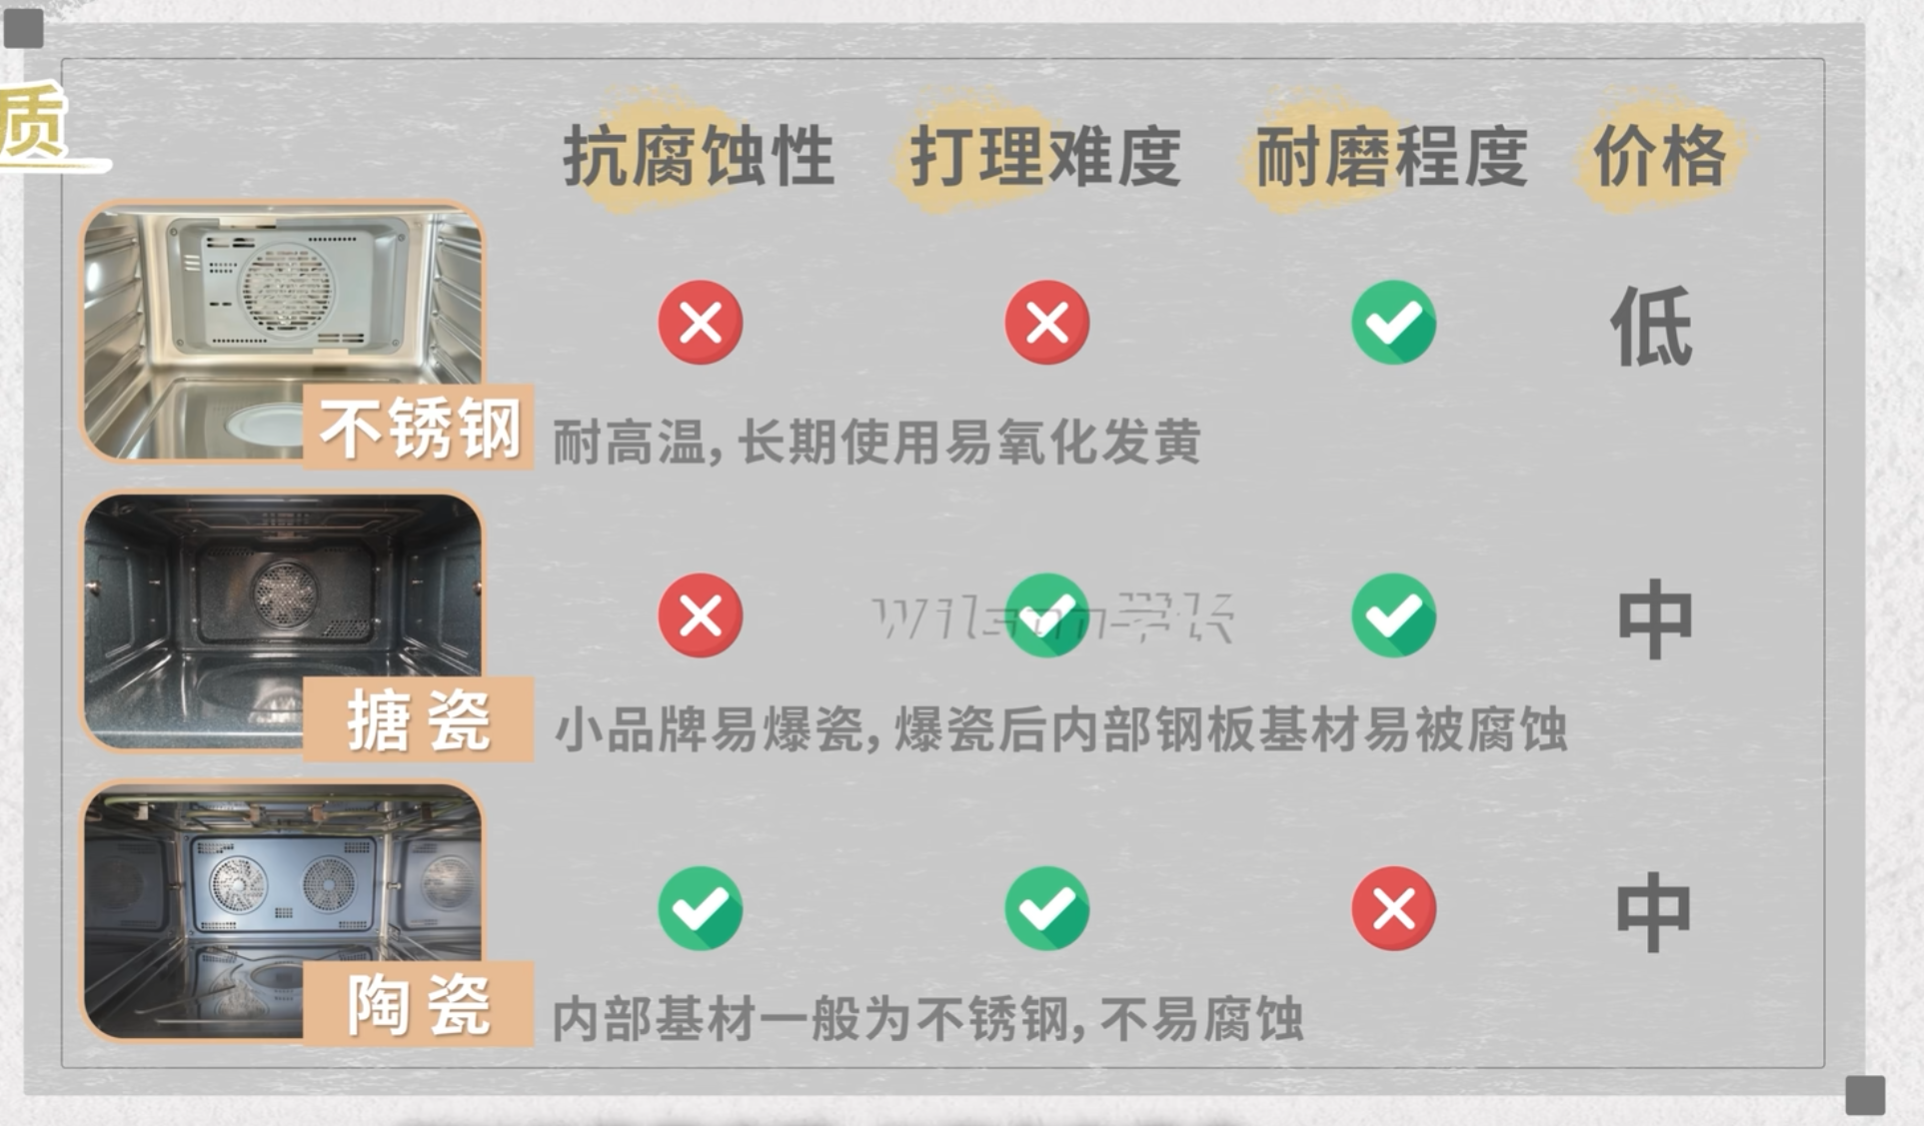 质
抗腐蚀性 打理难度 耐磨程度 价格
低
不锈钢
耐高温，长期使用易氧化发黄
Wilson学长
中
搪瓷
小品牌易爆瓷，爆瓷后内部钢板基材易被腐蚀
中
陶瓷
内部基材一般为不锈钢，不易腐蚀